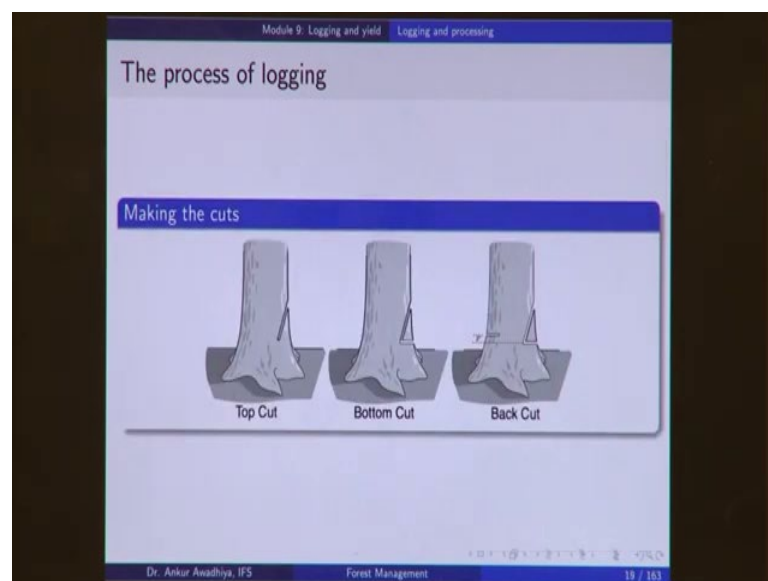 Module 9: Logging and yield Logging and processing
The process of logging
Making the cuts
Top Cut Bottom Cut Back Cut
Dr. Ankur Awadhiya, IFS Forest Management 19 / 163